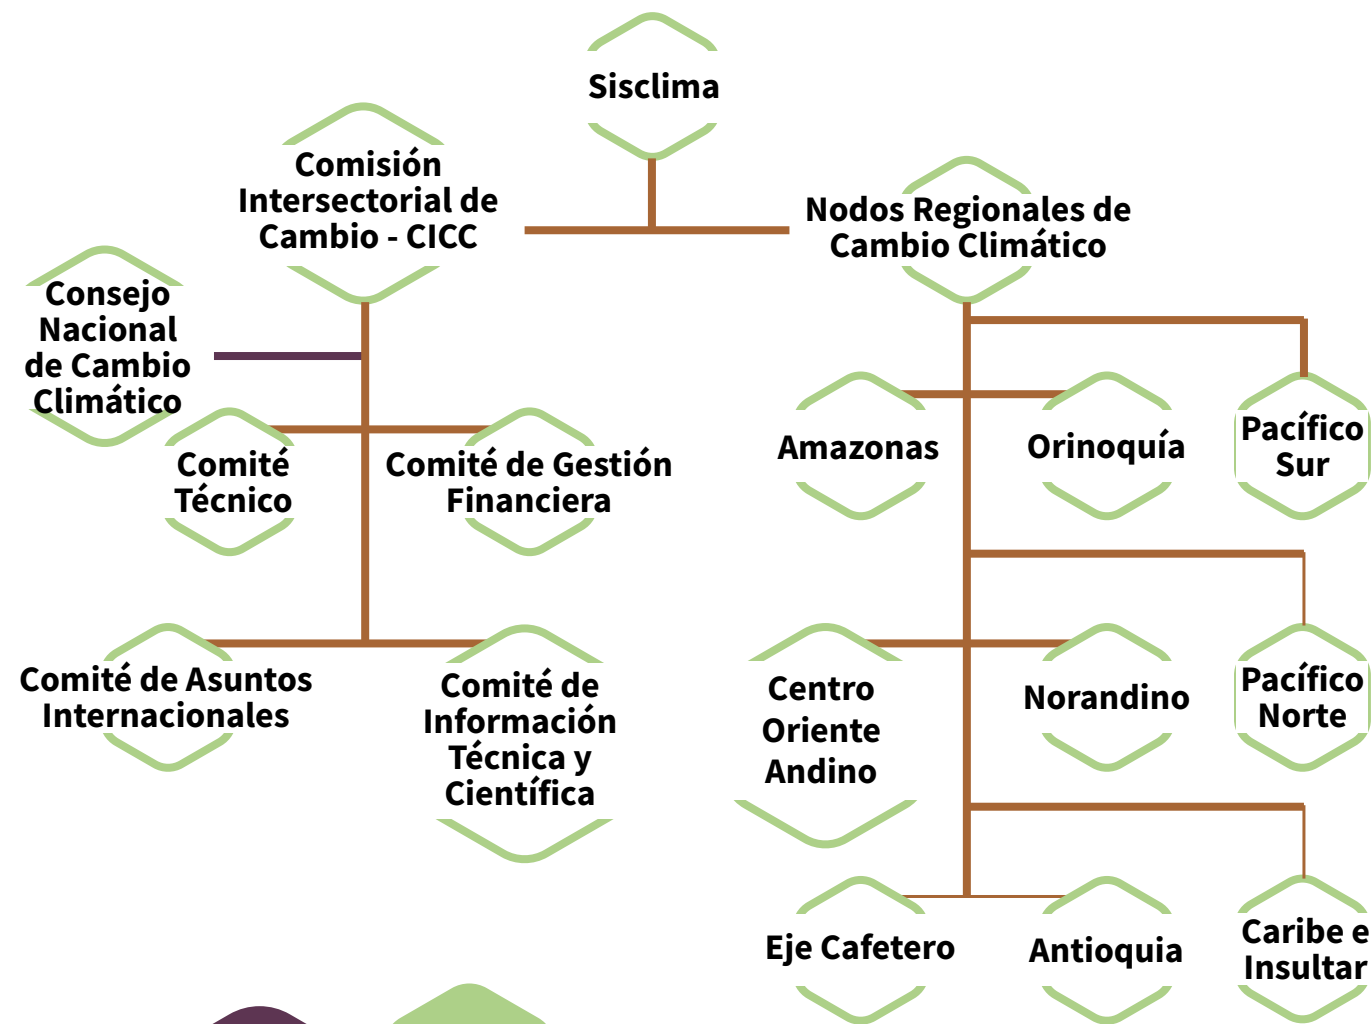 Sisclima
Comisión
Intersectorial de
Cambio - CICC
Nodos Regionales de
Cambio Climático
Consejo
Nacional
de Cambio
Climático
Comité
Técnico
Comité de Gestión
Financiera
Amazonas
Orinoquía
Pacífico
Sur
Comité de Asuntos
Internacionales
Comité de
Información
Técnica y
Científica
Centro
Oriente
Andino
Norandino
Pacífico
Norte
Eje Cafetero
Antioquia
Caribe e
Insultar